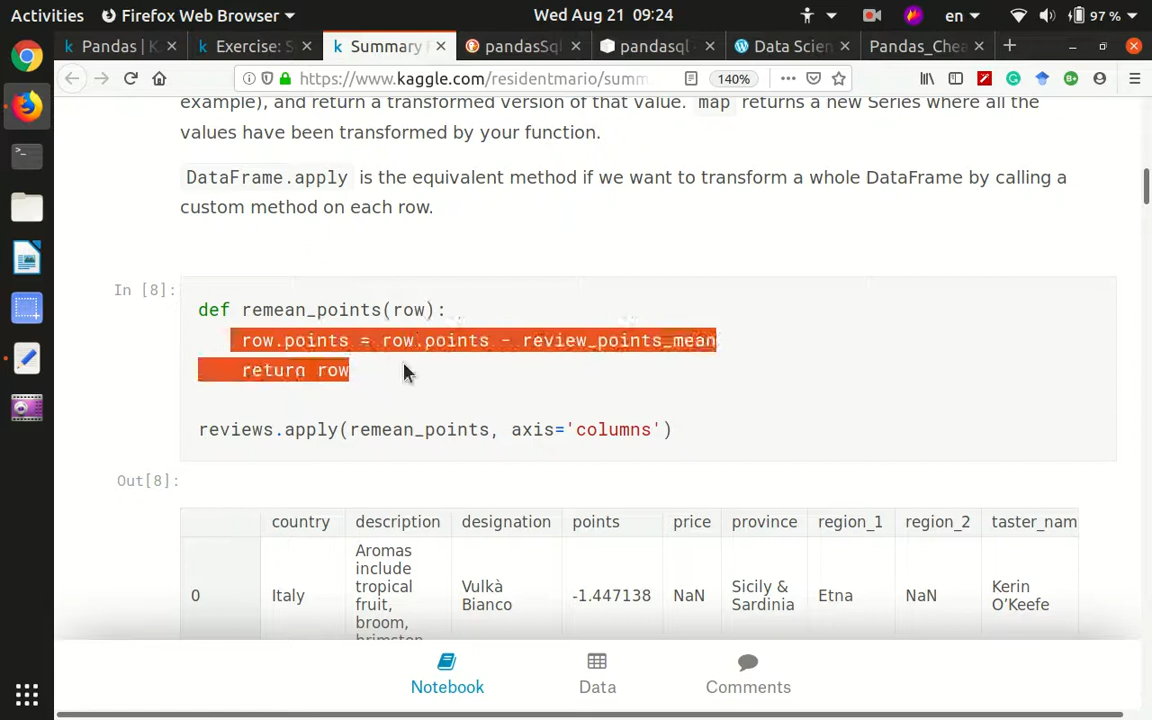 Activities Firefox Web Browser Wed Aug 21 09:24 en 97 %
Pandas | K Exercise: S Summary F pandasSql pandasql Data Scien Pandas_Chea
https://www.kaggle.com/residentmario/summ 140%
example), and return a transformed version of that value. map returns a new Series where all the
values have been transformed by your function.
DataFrame.apply is the equivalent method if we want to transform a whole DataFrame by calling a
custom method on each row.
In [8]:
def remean_points(row):
row.points = row.points - review_points_mean
return row
reviews.apply(remean_points, axis='columns')
Out[8]:
country description designation points price province region_1 region_2 taster_nam
0 Italy Aromas include tropical fruit, broom, brimston Vulkà Bianco -1.447138 NaN Sicily & Sardinia Etna NaN Kerin O'Keefe
Notebook Data Comments